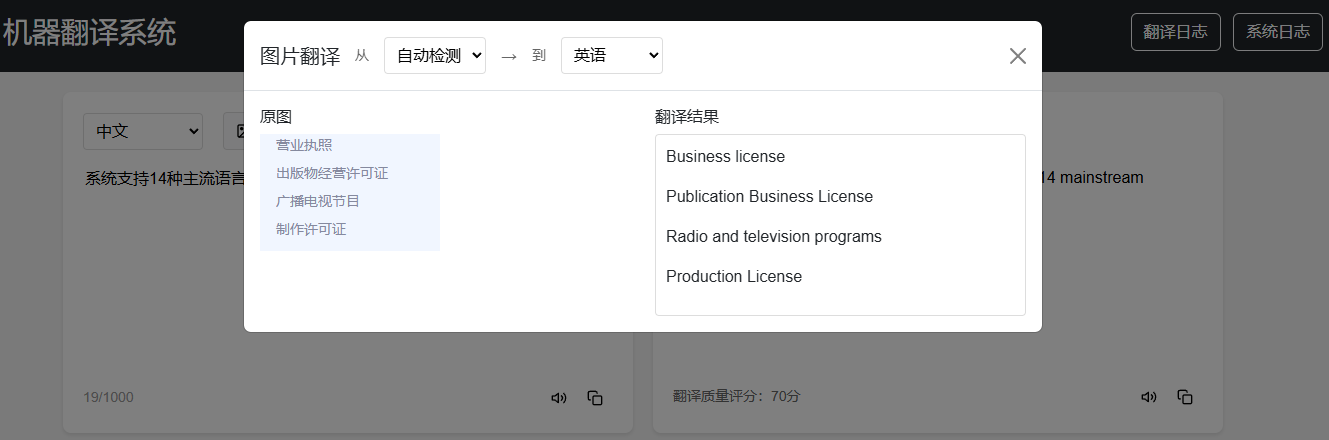 机器翻译系统
翻译日志
系统日志
图片翻译 从 自动检测 → 到 英语
原图
营业执照
出版物经营许可证
广播电视节目
制作许可证
翻译结果
Business license
Publication Business License
Radio and television programs
Production License
中文
系统支持14种主流语言
14 mainstream
19/1000
翻译质量评分：70分